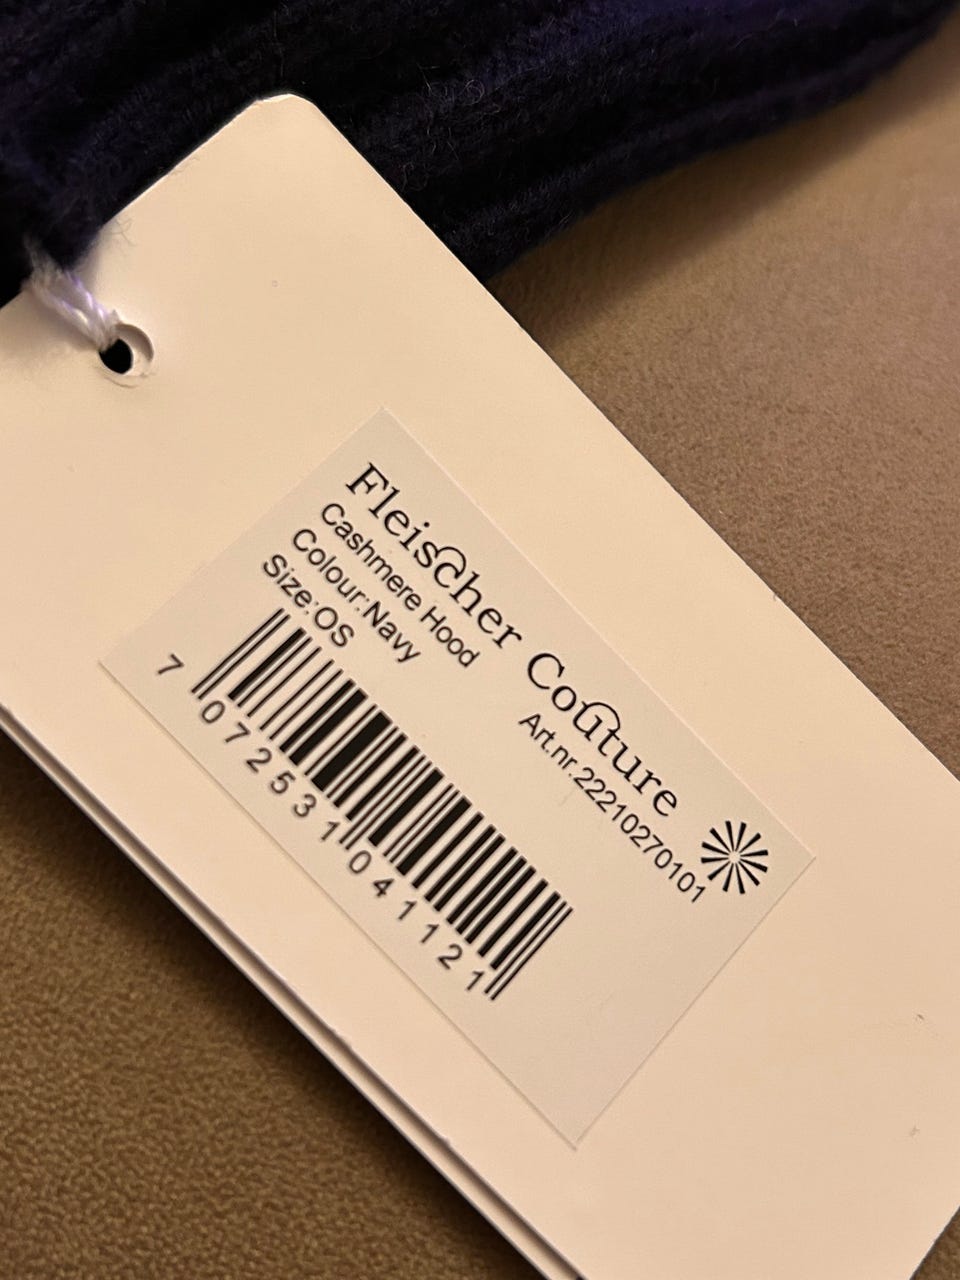 Fleischer Couture
Cashmere Hood
Colour:Navy Art.nr.22210270101
Size:OS
7 072531 041121